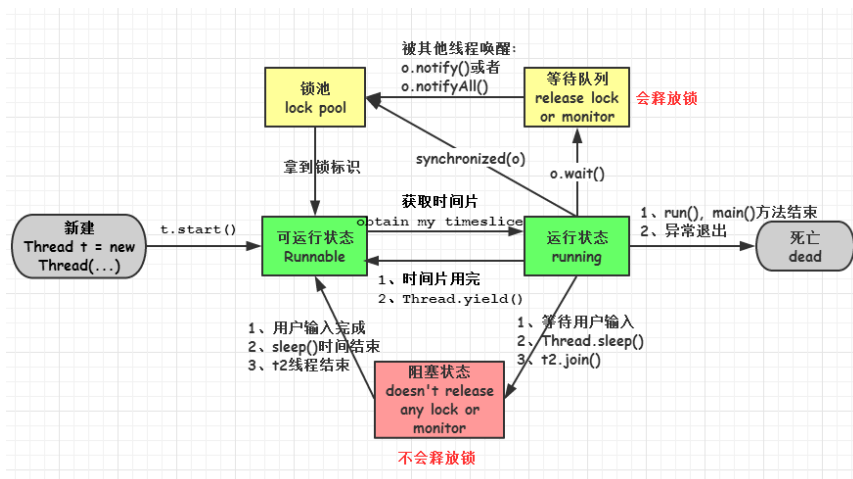 被其他线程唤醒:
o.notify()或者
o.notifyAll()
锁池
lock pool
等待队列
release lock
or monitor
会释放锁
synchronized(o)
o.wait()
拿到锁标识
获取时间片
obtain my timeslice
新建
Thread t = new
Thread(...)
t.start()
可运行状态
Runnable
运行状态
running
1、run(), main()方法结束
2、异常退出
死亡
dead
1、时间片用完
2、Thread.yield()
1、用户输入完成
2、sleep()时间结束
3、t2线程结束
1、等待用户输入
2、Thread.sleep()
3、t2.join()
阻塞状态
doesn't release
any lock or
monitor
不会释放锁